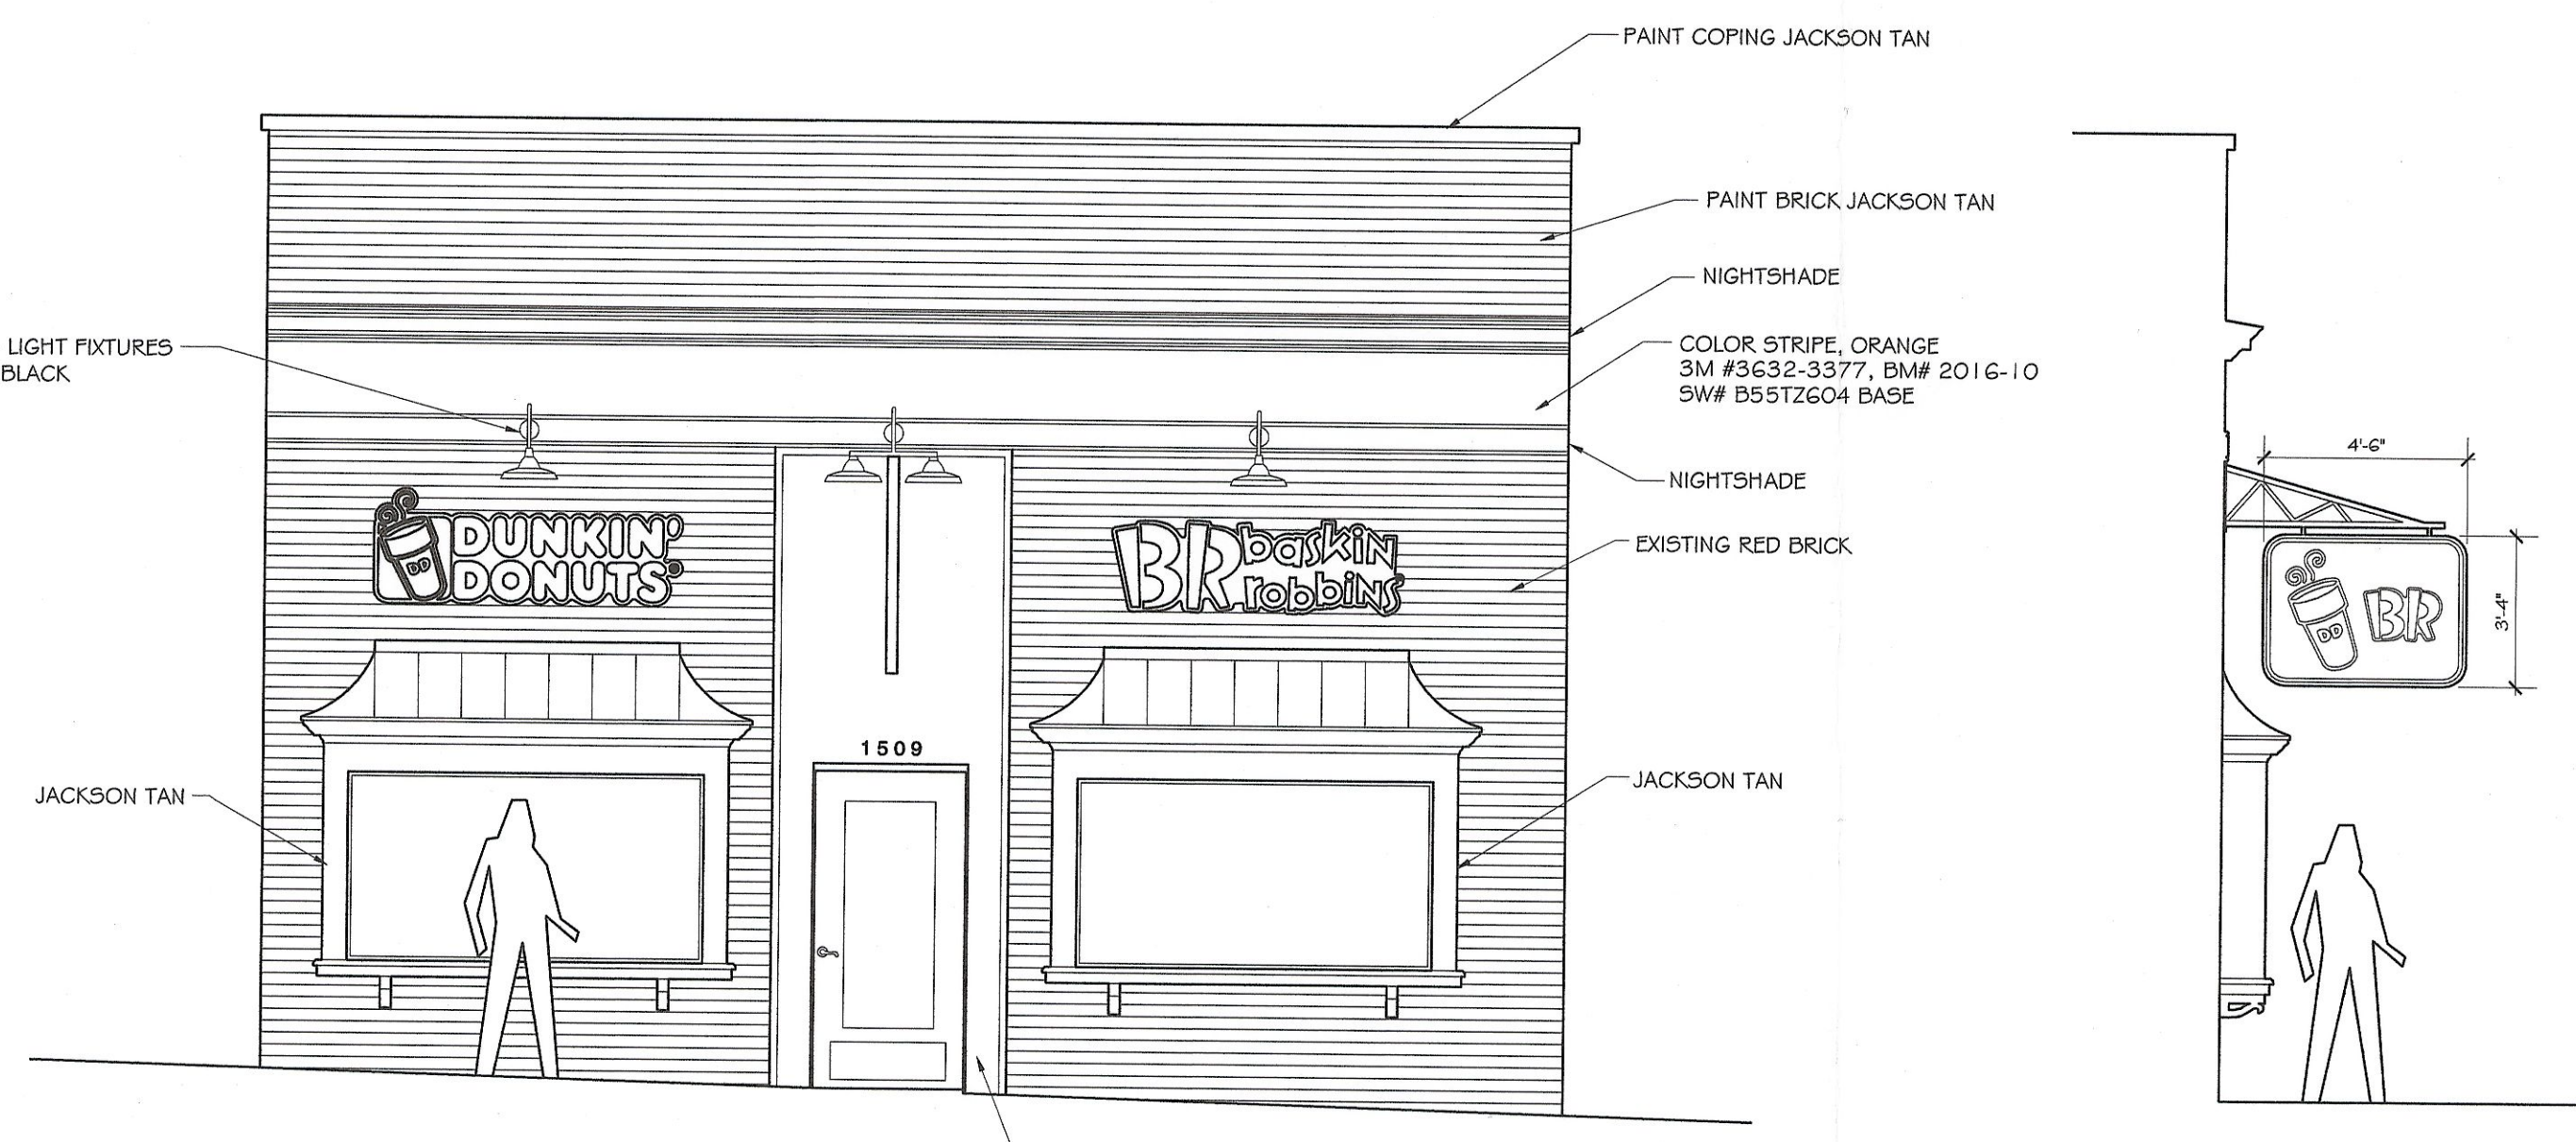 PAINT COPING JACKSON TAN
PAINT BRICK JACKSON TAN
NIGHTSHADE
LIGHT FIXTURES
BLACK
COLOR STRIPE, ORANGE
3M #3632-3377, BM# 2016-10
SW# B55TZ604 BASE
NIGHTSHADE
4'-6"
DUNKIN'
DONUTS
DD
BR baskin
robbins
EXISTING RED BRICK
DD
BR
3'-4"
1509
JACKSON TAN
JACKSON TAN